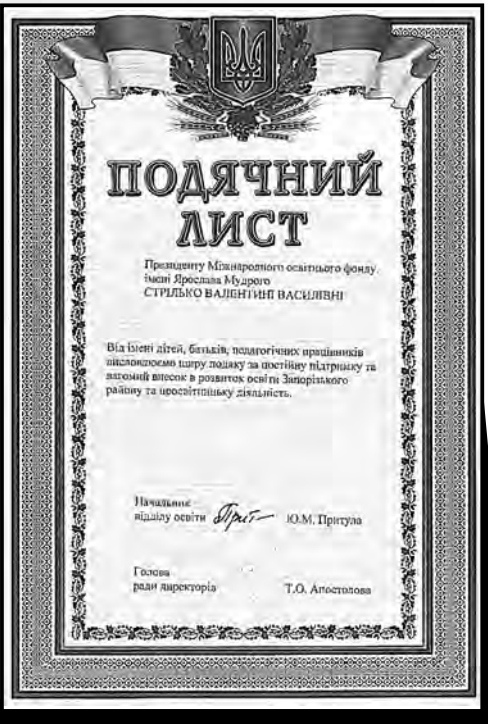 ПОДЯЧНИЙ
ЛИСТ
Президенту Міжнародного освітнього фонду
імені Ярослава Мудрого
СТРІЛЬКО ВАЛЕНТИНІ ВАСИЛІВНІ
Від імені дітей, батьків, педагогічних працівників
висловлюємо щиру подяку за постійну підтримку та
вагомий внесок в розвиток освіти Запорізького
району та просвітницьку діяльність.
Начальник
відділу освіти
Ю.М. Притула
Голова
ради директорів
Т.О. Апостолова